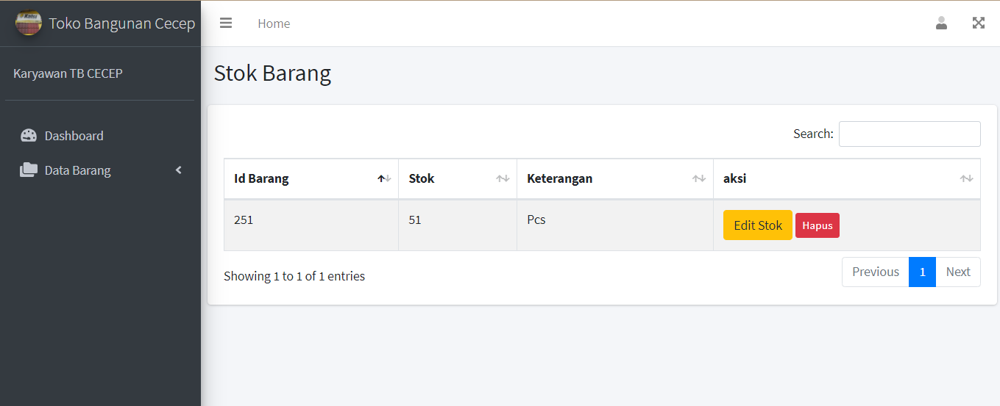 Toko Bangunan Cecep
Home
Karyawan TB CECEP
Dashboard
Data Barang
Stok Barang
Search:
Id Barang Stok Keterangan aksi
251 51 Pcs Edit Stok Hapus
Showing 1 to 1 of 1 entries
Previous 1 Next